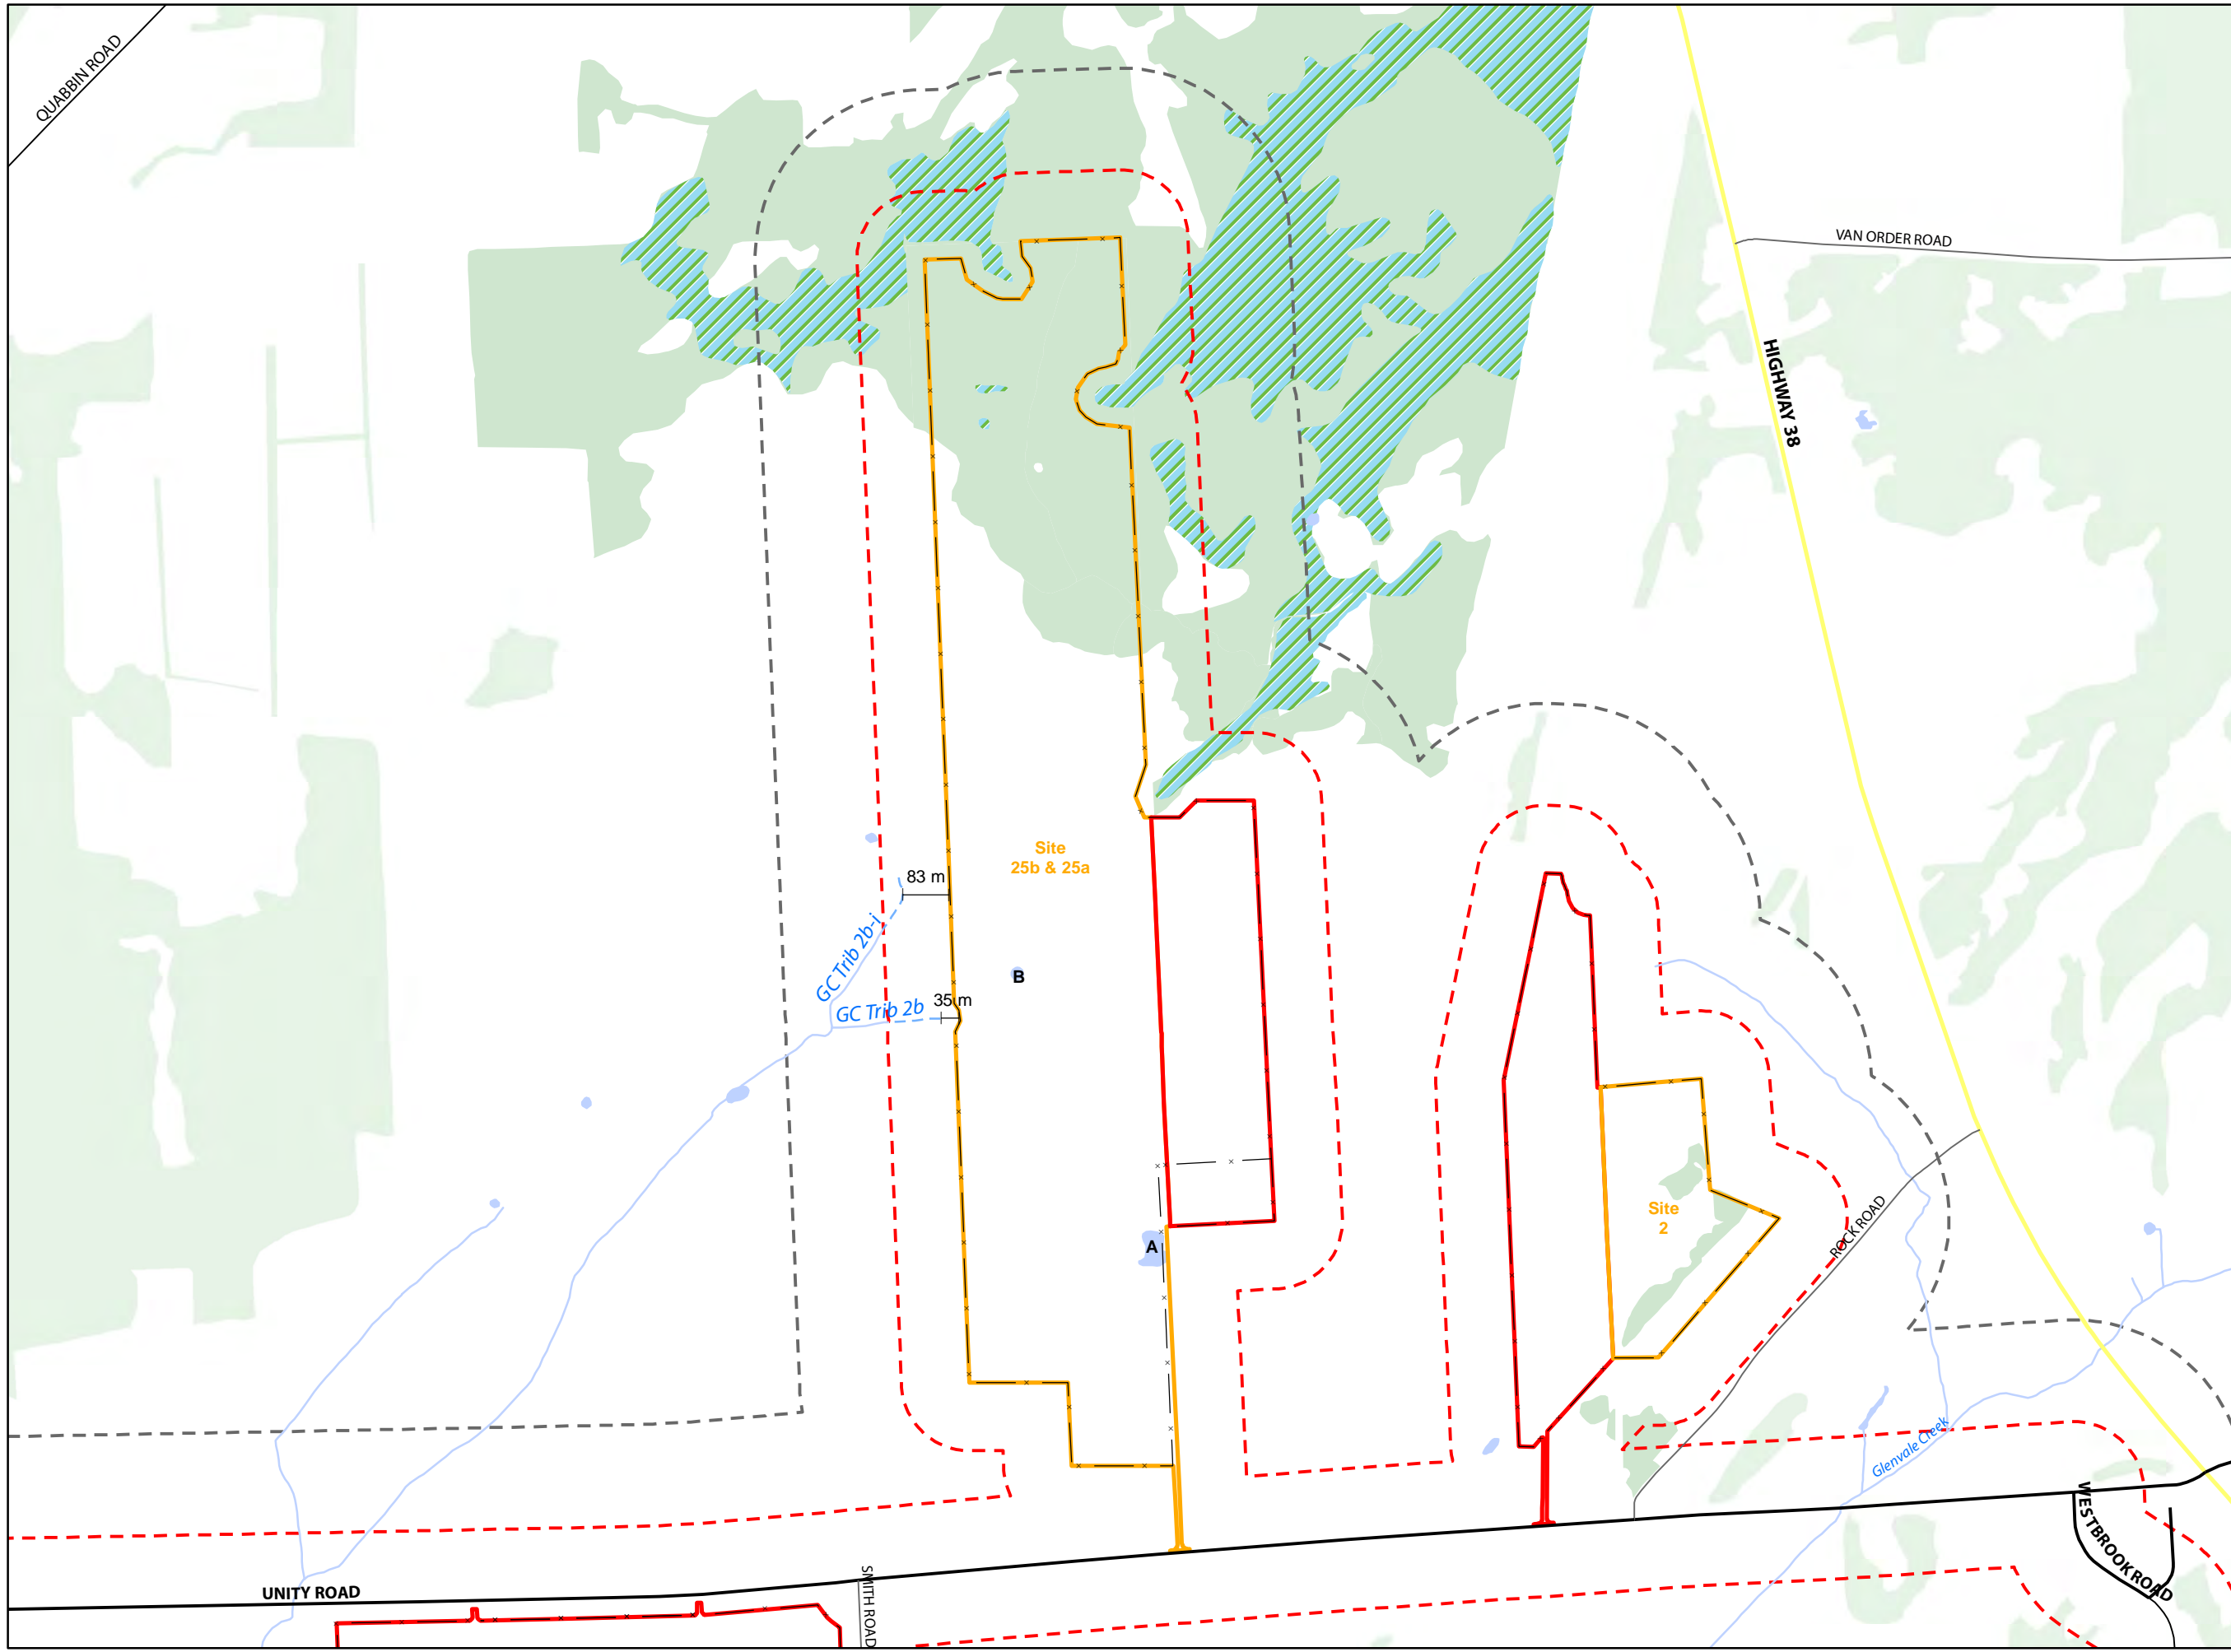 QUABBIN ROAD
VAN ORDER ROAD
HIGHWAY 38
Site
25b & 25a
83 m
GC Trib 2b-i
B
35 m
GC Trib 2b
Site
2
ROCK ROAD
A
Glenvale Creek
WESTBROOK ROAD
SMITH ROAD
UNITY ROAD